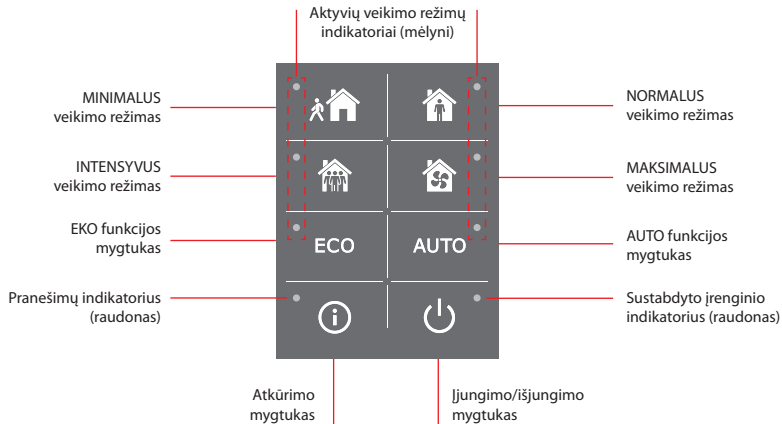 Aktyvių veikimo režimų
indikatoriai (mėlyni)
MINIMALUS
veikimo režimas
NORMALUS
veikimo režimas
INTENSYVUS
veikimo režimas
MAKSIMALUS
veikimo režimas
EKO funkcijos
mygtukas
ECO
AUTO
AUTO funkcijos
mygtukas
Pranešimų indikatorius
(raudonas)
Sustabdyto įrenginio
indikatorius (raudonas)
Atkūrimo
mygtukas
Įjungimo/išjungimo
mygtukas